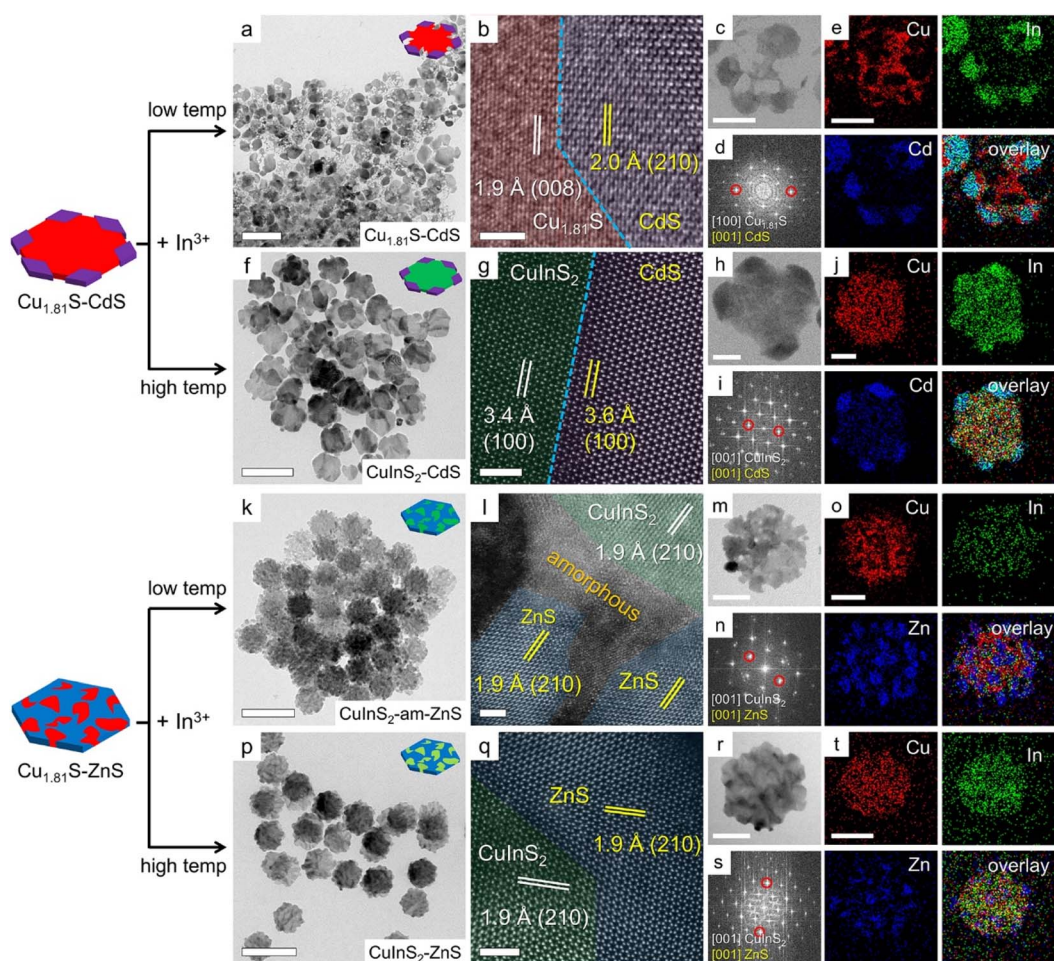 a
b
c
e
Cu
In
low temp
2.0 Å (210)
1.9 Å (008)
Cu1.81S
CdS
Cu1.81S-CdS
d
[100] Cu1.81S
[001] CdS
Cd
overlay
+ In3+
Cu1.81S-CdS
f
g
CuInS2
CdS
h
j
Cu
In
high temp
3.4 Å
(100)
3.6 Å
(100)
CuInS2-CdS
i
[001] CuInS2
[001] CdS
Cd
overlay
k
l
CuInS2
1.9 Å (210)
m
o
Cu
In
low temp
amorphous
ZnS
1.9 Å (210)
ZnS
CuInS2-am-ZnS
n
[001] CuInS2
[001] ZnS
Zn
overlay
+ In3+
Cu1.81S-ZnS
p
q
ZnS
1.9 Å (210)
r
t
Cu
In
high temp
CuInS2
1.9 Å (210)
CuInS2-ZnS
s
[001] CuInS2
[001] ZnS
Zn
overlay